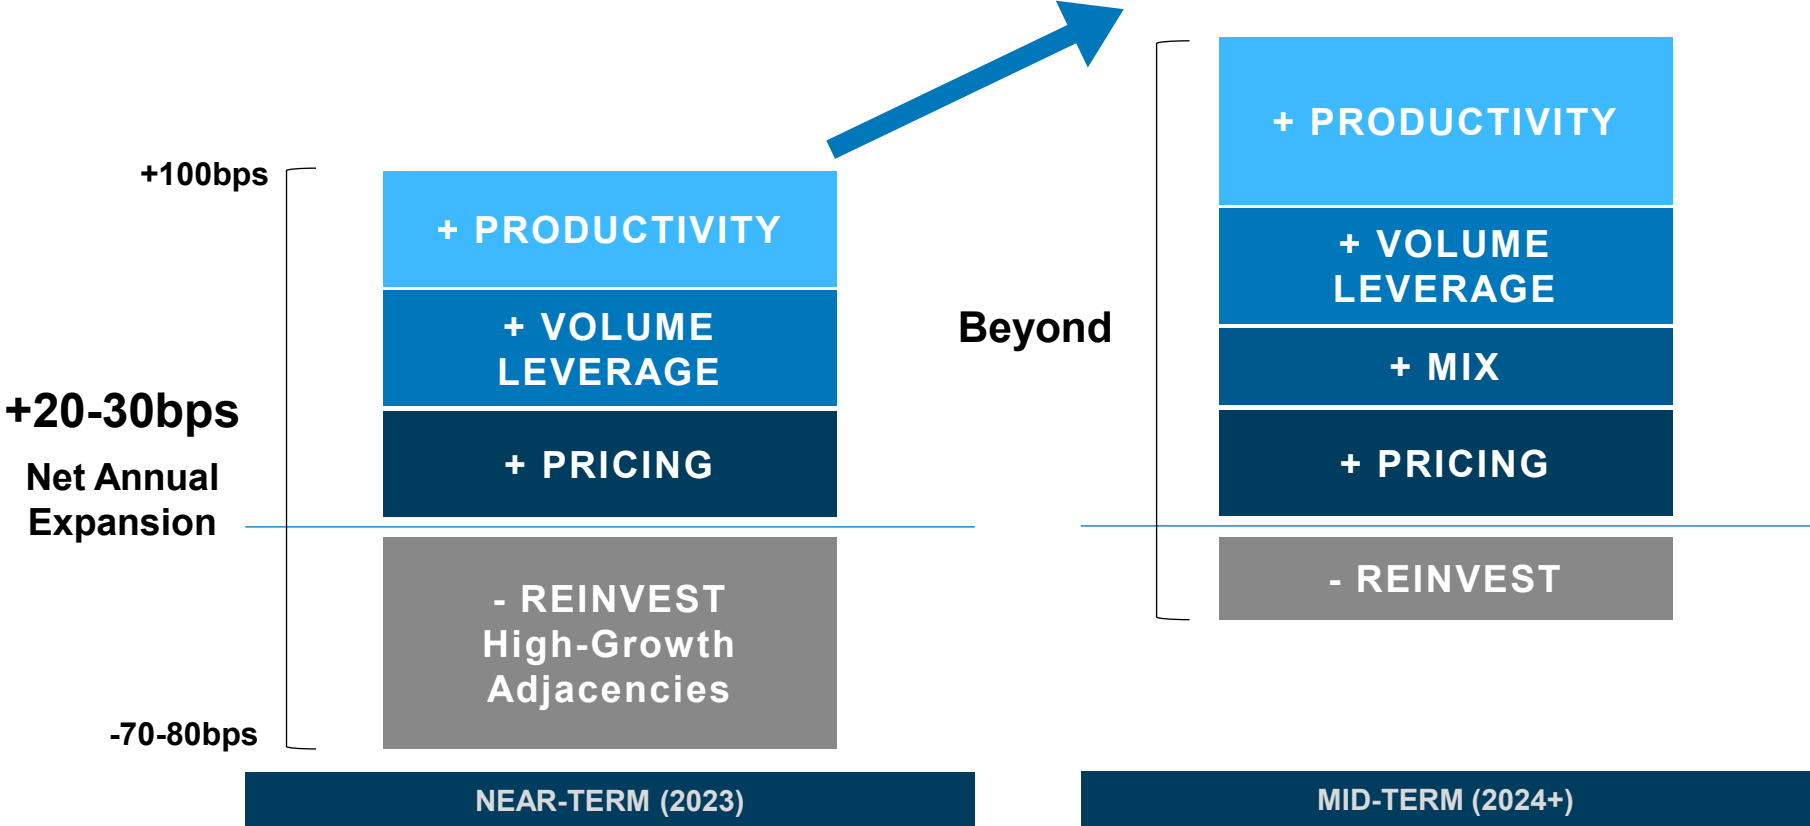 +100bps
+ PRODUCTIVITY
+ VOLUME
LEVERAGE
+ PRICING
+20-30bps
Net Annual
Expansion
- REINVEST
High-Growth
Adjacencies
-70-80bps
NEAR-TERM (2023)
Beyond
+ PRODUCTIVITY
+ VOLUME
LEVERAGE
+ MIX
+ PRICING
- REINVEST
MID-TERM (2024+)